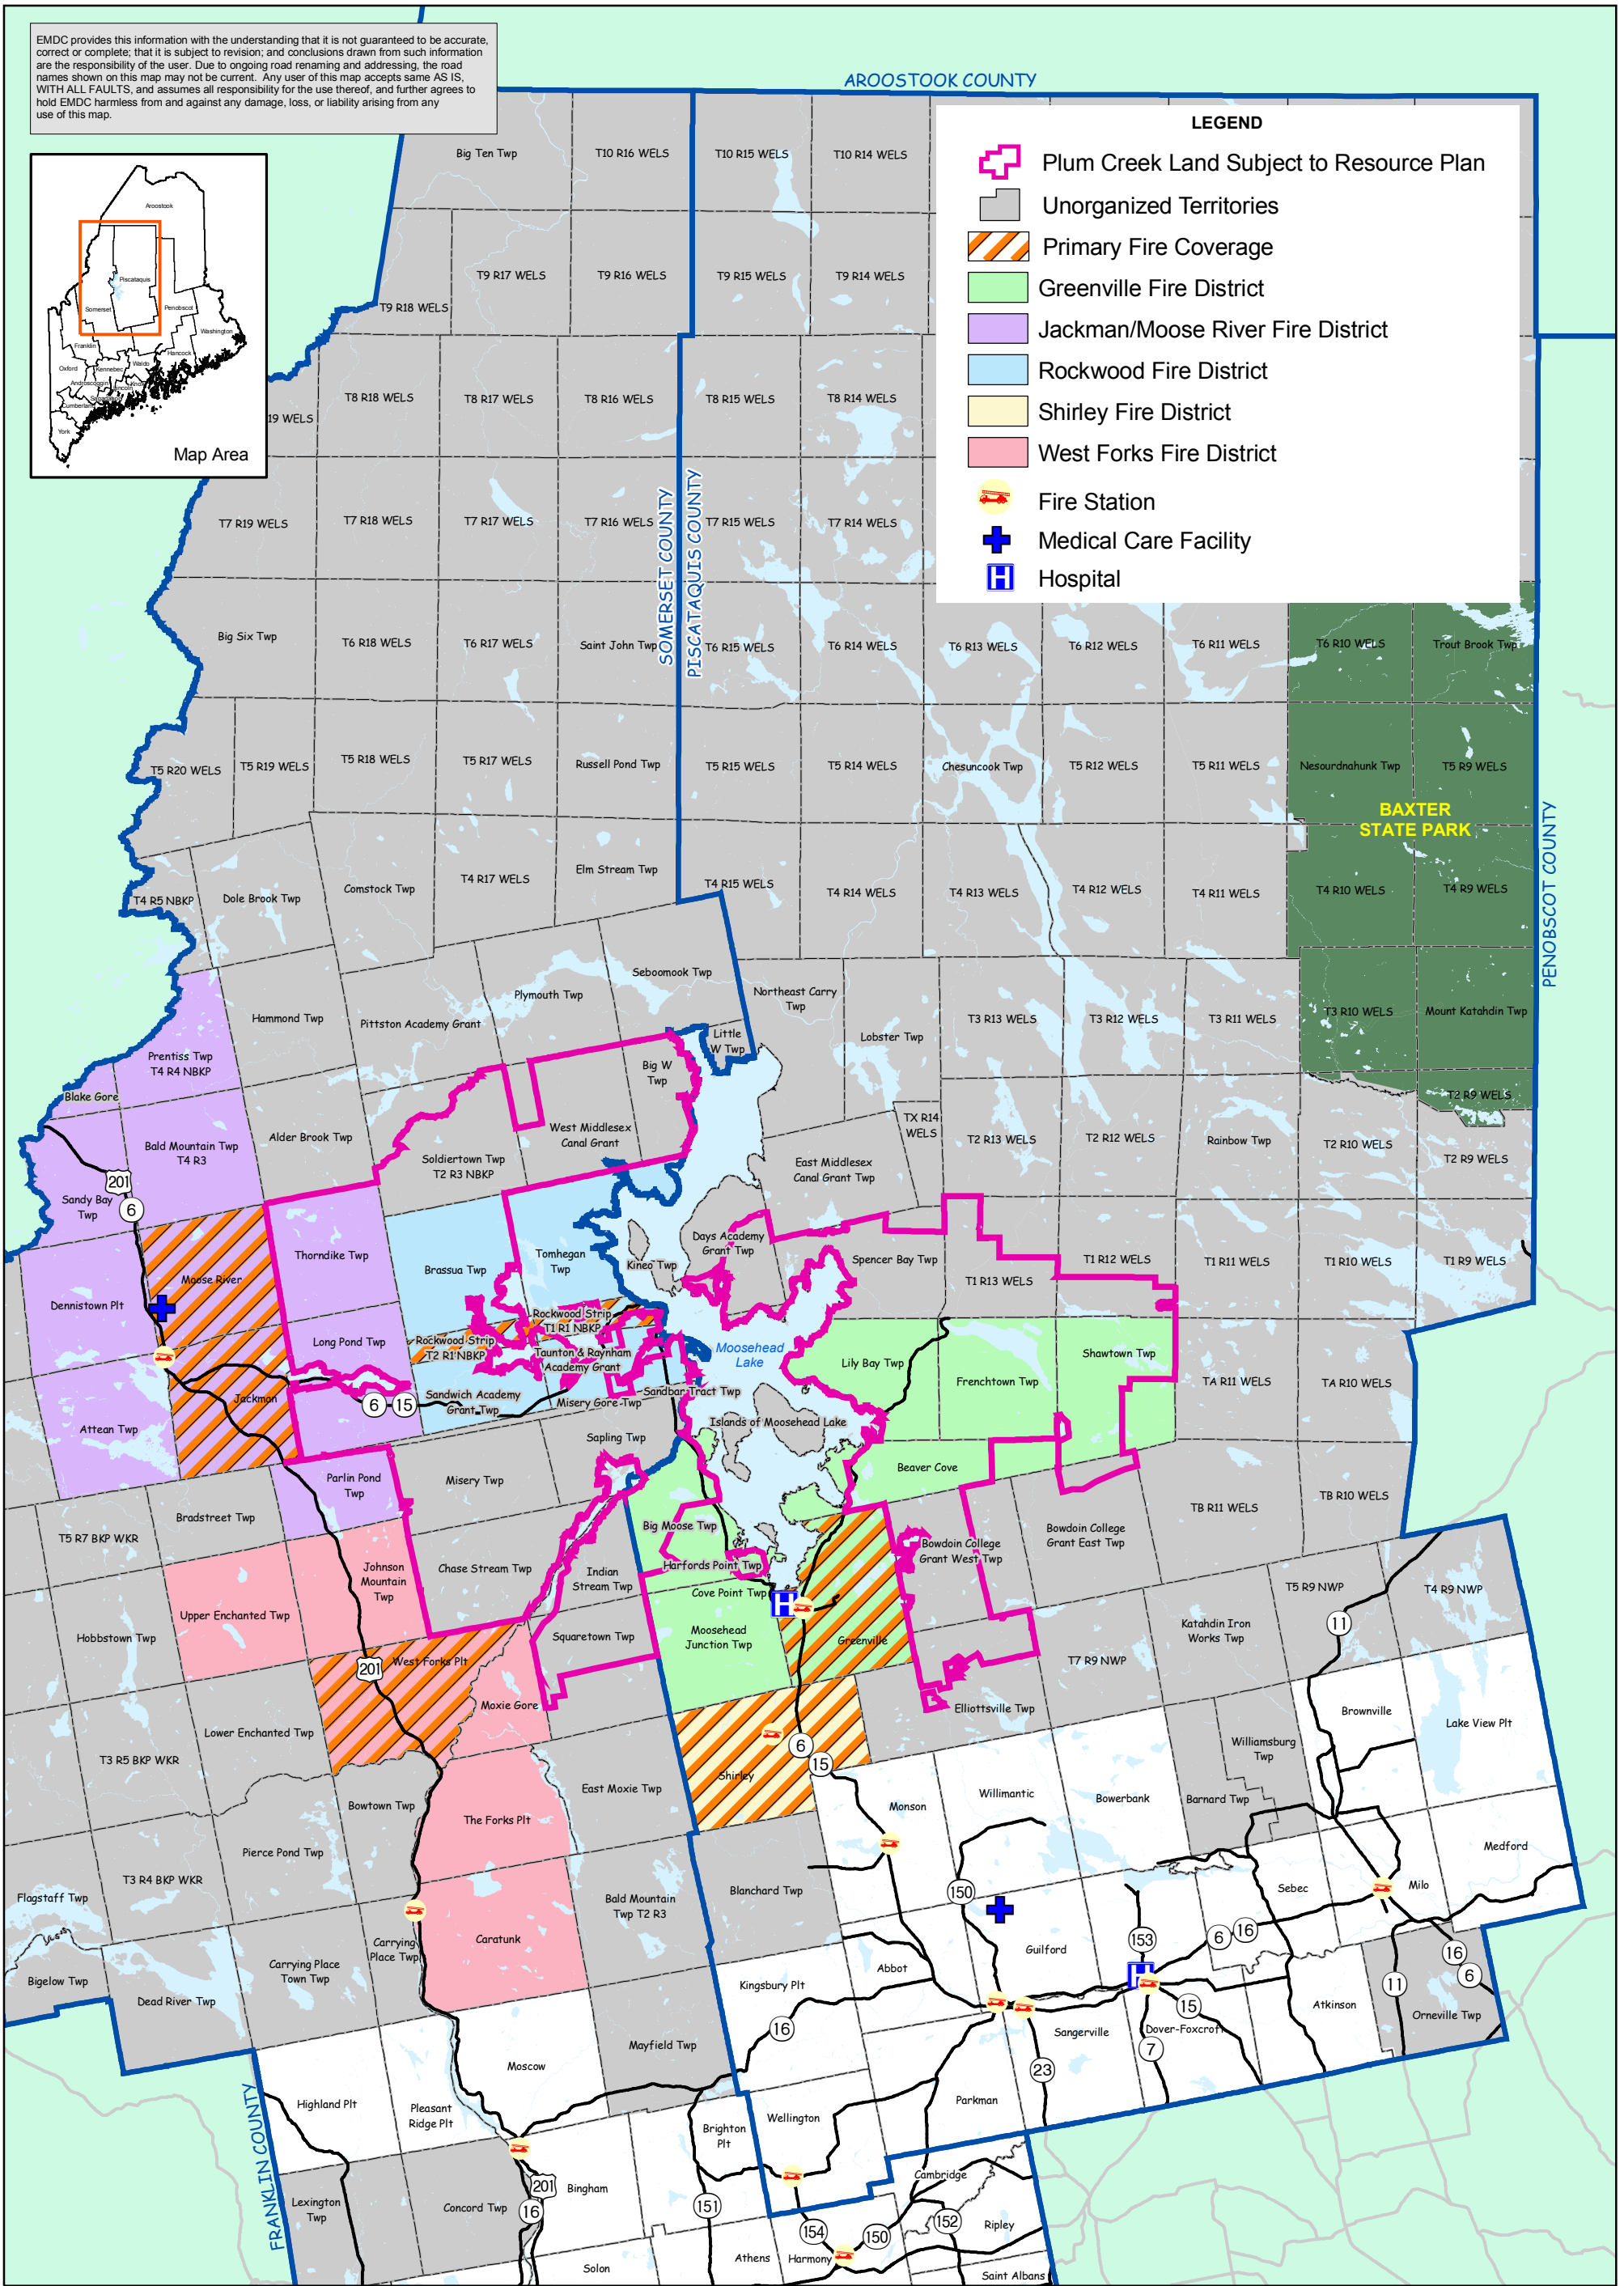 EMDC provides this information with the understanding that it is not guaranteed to be accurate,
correct or complete; that it is subject to revision; and conclusions drawn from such information
are the responsibility of the user. Due to ongoing road renaming and addressing, the road
names shown on this map may not be current. Any user of this map accepts same AS IS,
WITH ALL FAULTS, and assumes all responsibility for the use thereof, and further agrees to
hold EMDC harmless from and against any damage, loss, or liability arising from any
use of this map.
AROOSTOOK COUNTY
LEGEND
Plum Creek Land Subject to Resource Plan
Unorganized Territories
Primary Fire Coverage
Greenville Fire District
Jackman/Moose River Fire District
Rockwood Fire District
Shirley Fire District
West Forks Fire District
Fire Station
Medical Care Facility
H Hospital
Aroostook
Piscataquis
Somerset
Penobscot
Washington
Franklin
Hancock
Oxford
Waldo
Kennebec
Androscoggin
Cumberland
York
Map Area
Big Ten Twp
T10 R16 WELS
T10 R15 WELS
T10 R14 WELS
T9 R18 WELS
T9 R17 WELS
T9 R16 WELS
T9 R15 WELS
T9 R14 WELS
19 WELS
T8 R18 WELS
T8 R17 WELS
T8 R16 WELS
T8 R15 WELS
T8 R14 WELS
T7 R19 WELS
T7 R18 WELS
T7 R17 WELS
T7 R16 WELS
T7 R15 WELS
T7 R14 WELS
SOMERSET COUNTY
PISCATAQUIS COUNTY
Big Six Twp
T6 R18 WELS
T6 R17 WELS
Saint John Twp
T6 R15 WELS
T6 R14 WELS
T6 R13 WELS
T6 R12 WELS
T6 R11 WELS
T6 R10 WELS
Trout Brook Twp
T5 R20 WELS
T5 R19 WELS
T5 R18 WELS
T5 R17 WELS
Russell Pond Twp
T5 R15 WELS
T5 R14 WELS
Chesuncook Twp
T5 R12 WELS
T5 R11 WELS
Nesourdnahunk Twp
T5 R9 WELS
BAXTER
STATE PARK
PENOBSCOT COUNTY
T4 R5 NBKP
Dole Brook Twp
Comstock Twp
T4 R17 WELS
Elm Stream Twp
T4 R15 WELS
T4 R14 WELS
T4 R13 WELS
T4 R12 WELS
T4 R11 WELS
T4 R10 WELS
T4 R9 WELS
Hammond Twp
Pittston Academy Grant
Plymouth Twp
Seboomook Twp
Little
W Twp
Northeast Carry
Twp
Lobster Twp
T3 R13 WELS
T3 R12 WELS
T3 R11 WELS
T3 R10 WELS
Mount Katahdin Twp
Prentiss Twp
T4 R4 NBKP
Blake Gore
Big W
Twp
T2 R9 WELS
Bald Mountain Twp
T4 R3
Alder Brook Twp
Soldiertown Twp
T2 R3 NBKP
West Middlesex
Canal Grant
TX R14
WELS
T2 R13 WELS
T2 R12 WELS
Rainbow Twp
T2 R10 WELS
T2 R9 WELS
East Middlesex
Canal Grant Twp
201
6
Sandy Bay
Twp
Thorndike Twp
Brassua Twp
Tomhegan
Twp
Kineo Twp
Days Academy
Grant Twp
Spencer Bay Twp
T1 R13 WELS
T1 R12 WELS
T1 R11 WELS
T1 R10 WELS
T1 R9 WELS
Moose River
Dennistown Plt
Long Pond Twp
Rockwood Strip
T1 R1 NBKP
Rockwood Strip
T2 R1 NBKP
Taunton & Raynham
Academy Grant
Moosehead
Lake
Lily Bay Twp
Frenchtown Twp
Shawtown Twp
TA R11 WELS
TA R10 WELS
Attean Twp
Jackman
6
15
Sandwich Academy
Grant Twp
Misery Gore Twp
Sandbar Tract Twp
Islands of Moosehead Lake
Sapling Twp
Misery Twp
Parlin Pond
Twp
Beaver Cove
TB R11 WELS
TB R10 WELS
T5 R7 BKP WKR
Bradstreet Twp
Johnson
Mountain
Twp
Chase Stream Twp
Indian
Stream Twp
Big Moose Twp
Harfords Point Twp
Cove Point Twp
H
Bowdoin College
Grant West Twp
Bowdoin College
Grant East Twp
T5 R9 NWP
T4 R9 NWP
11
Hobbstown Twp
Upper Enchanted Twp
Squaretown Twp
Moosehead
Junction Twp
Greenville
T7 R9 NWP
Katahdin Iron
Works Twp
201
West Forks Plt
Moxie Gore
Elliottsville Twp
Brownville
Lake View Plt
T3 R5 BKP WKR
Lower Enchanted Twp
6
15
Shirley
Williamsburg
Twp
East Moxie Twp
Monson
Willimantic
Bowerbank
Barnard Twp
Bowtown Twp
The Forks Plt
Pierce Pond Twp
T3 R4 BKP WKR
Flagstaff Twp
Bald Mountain
Twp T2 R3
Blanchard Twp
150
Sebec
Milo
Medford
Caratunk
Carrying
Place Twp
Carrying Place
Town Twp
Bigelow Twp
Dead River Twp
Guilford
153
6
16
16
6
Abbot
Kingsbury Plt
H
11
Orneville Twp
Atkinson
15
Dover-Foxcroft
7
Sangerville
23
16
Mayfield Twp
Moscow
Highland Plt
Pleasant
Ridge Plt
Brighton
Plt
Wellington
Parkman
FRANKLIN COUNTY
Lexington
Twp
Concord Twp
201
16
Bingham
151
154
150
Cambridge
152
Ripley
Solon
Athens
Harmony
Saint Albans